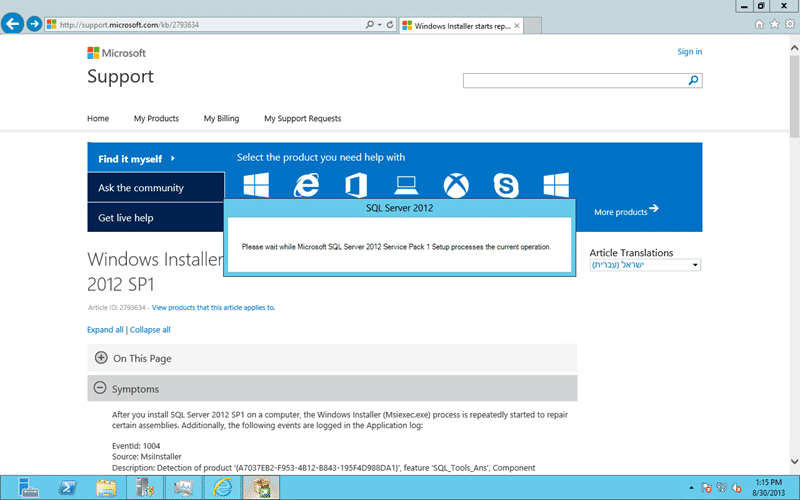 http://support.microsoft.com/kb/2793634
Windows Installer starts rep...
Microsoft
Sign in
Support
Home My Products My Billing My Support Requests
Find it myself
Select the product you need help with
Ask the community
Get live help
More products
SQL Server 2012
Please wait while Microsoft SQL Server 2012 Service Pack 1 Setup processes the current operation.
Windows Installer
2012 SP1
Article Translations
ישראל (עברית)
Article ID: 2793634 - View products that this article applies to.
Expand all | Collapse all
On This Page
Symptoms
After you install SQL Server 2012 SP1 on a computer, the Windows Installer (Msiexec.exe) process is repeatedly started to repair
certain assemblies. Additionally, the following events are logged in the Application log:
EventId: 1004
Source: MsiInstaller
Description: Detection of product '{A7037EB2-F953-4B12-B843-195F4D988DA1}', feature 'SQL_Tools_Ans', Component
1:15 PM
8/30/2013